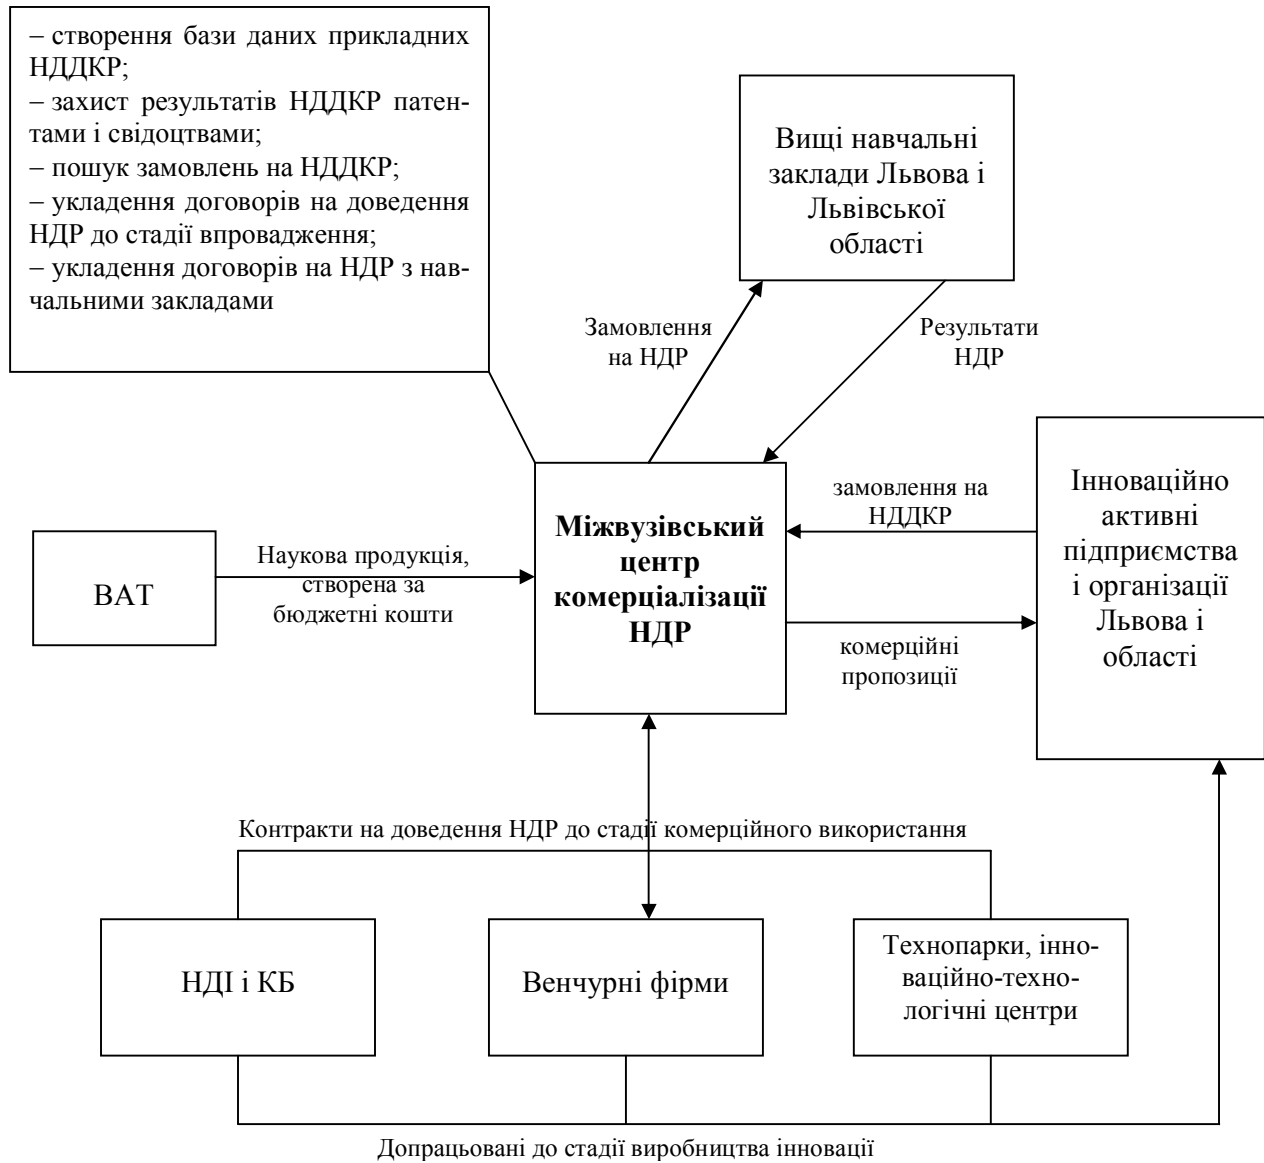 – створення бази даних прикладних
НДДКР;
– захист результатів НДДКР патен-
тами і свідоцтвами;
– пошук замовлень на НДДКР;
– укладення договорів на доведення
НДР до стадії впровадження;
– укладення договорів на НДР з нав-
чальними закладами
Вищі навчальні
заклади Львова і
Львівської
області
Замовлення
на НДР
Результати
НДР
ВАТ
Наукова продукція,
створена за
бюджетні кошти
Міжвузівський
центр
комерціалізації
НДР
замовлення на
НДДКР
комерційні
пропозиції
Інноваційно
активні
підприємства
і організації
Львова і
області
Контракти на доведення НДР до стадії комерційного використання
НДІ і КБ
Венчурні фірми
Технопарки, інно-
ваційно-техно-
логічні центри
Допрацьовані до стадії виробництва інновації